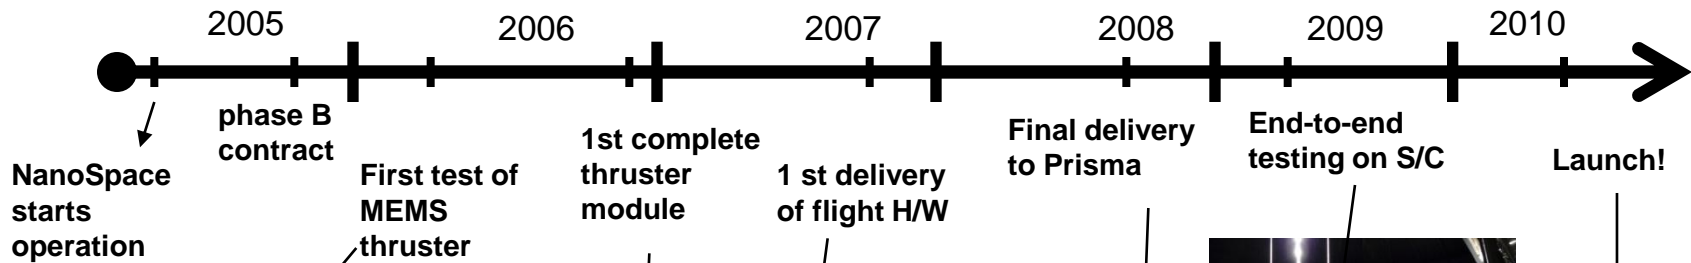 2005 2006 2007 2008 2009 2010
phase B
contract
NanoSpace
starts
operation
First test of
MEMS
thruster
1st complete
thruster
module
1 st delivery
of flight H/W
Final delivery
to Prisma
End-to-end
testing on S/C
Launch!